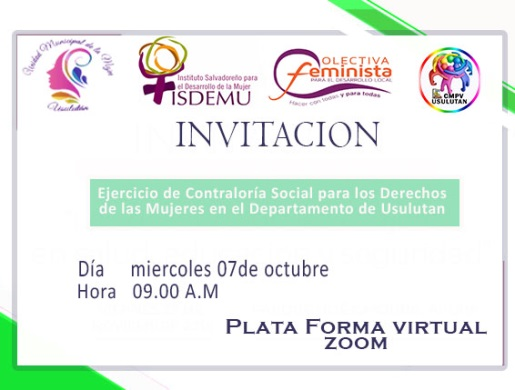 Unidad Municipal de la Mujer
Usulután
Instituto Salvadoreño para
el Desarrollo de la Mujer
ISDEMU
COLECTIVA
Feminista
PARA EL DESARROLLO LOCAL
Hacer con todas y para todas
CMPV
USULUTAN
INVITACION
Ejercicio de Contraloría Social para los Derechos
de las Mujeres en el Departamento de Usulutan
Día miercoles 07de octubre
Hora 09.00 A.M
PLATA FORMA VIRTUAL
ZOOM